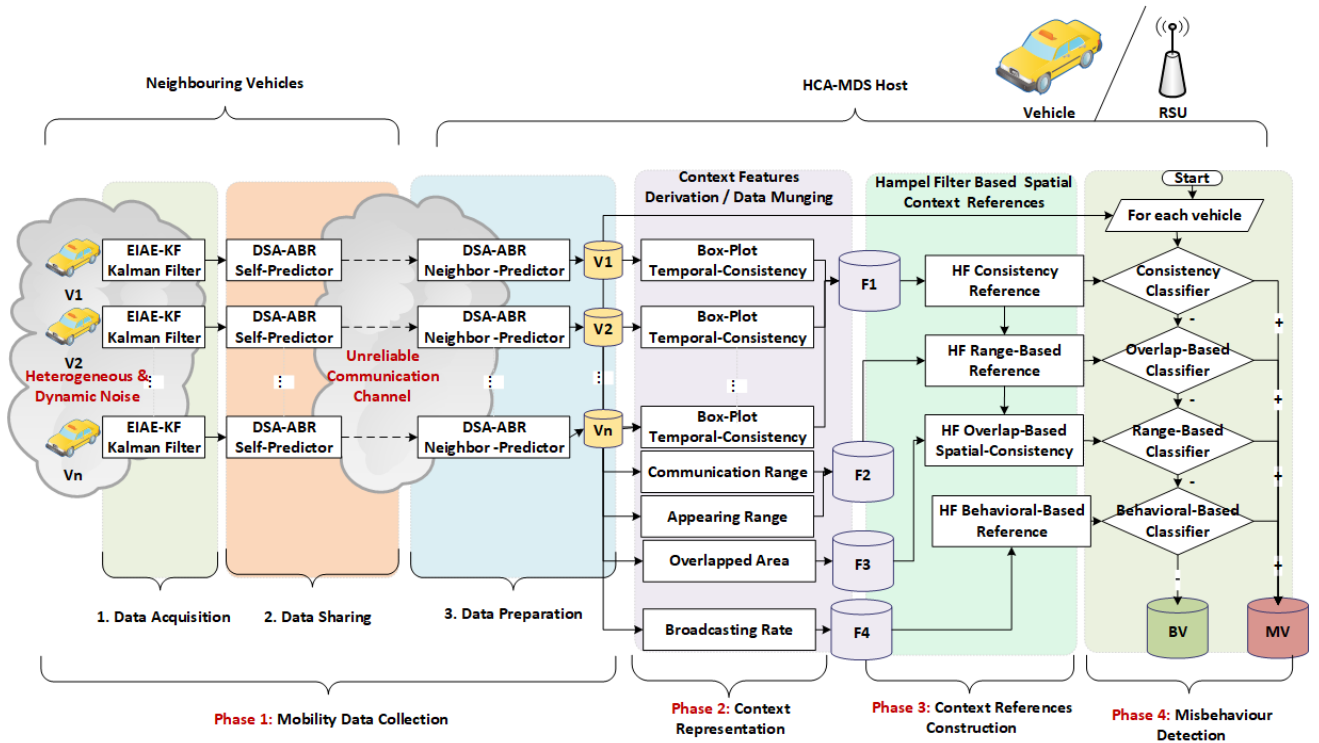 Neighbouring Vehicles
HCA-MDS Host
Vehicle
RSU
Context Features
Derivation / Data Munging
Hampel Filter Based Spatial
Context References
Start
For each vehicle
V1
EIAE-KF
Kalman Filter
DSA-ABR
Self-Predictor
DSA-ABR
Neighbor -Predictor
V1
Box-Plot
Temporal-Consistency
F1
HF Consistency
Reference
Consistency
Classifier
-
+
V2
EIAE-KF
Kalman Filter
DSA-ABR
Self-Predictor
DSA-ABR
Neighbor -Predictor
V2
Box-Plot
Temporal-Consistency
HF Range-Based
Reference
Overlap-Based
Classifier
-
+
Heterogeneous &
Dynamic Noise
...
...
Unreliable
Communication
Channel
...
...
Vn
EIAE-KF
Kalman Filter
DSA-ABR
Self-Predictor
DSA-ABR
Neighbor -Predictor
Vn
Box-Plot
Temporal-Consistency
HF Overlap-Based
Spatial-Consistency
Range-Based
Classifier
-
+
Communication Range
F2
Appearing Range
HF Behavioral-Based
Reference
Behavioral-Based
Classifier
-
+
Overlapped Area
F3
Broadcasting Rate
F4
BV
MV
1. Data Acquisition
2. Data Sharing
3. Data Preparation
Phase 1: Mobility Data Collection
Phase 2: Context
Representation
Phase 3: Context References
Construction
Phase 4: Misbehaviour
Detection